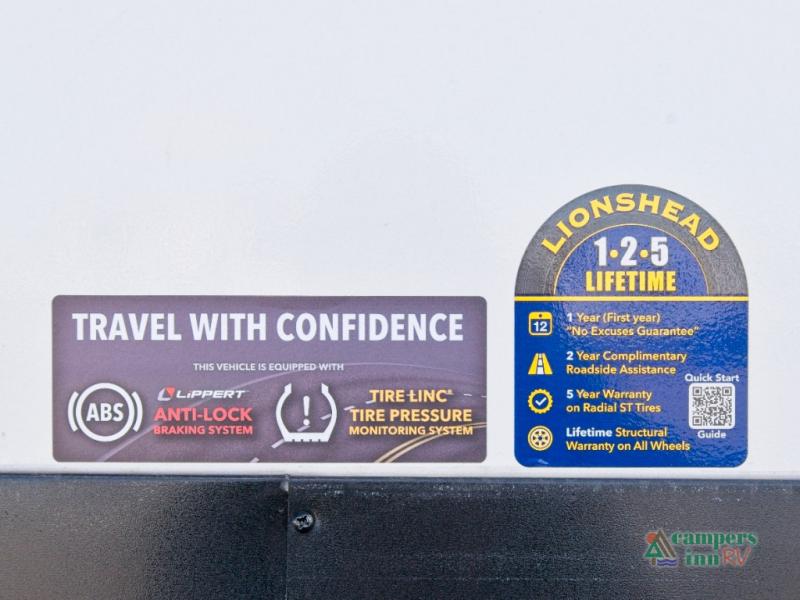 TRAVEL WITH CONFIDENCE
THIS VEHICLE IS EQUIPPED WITH
ABS
LIPPERT™
ANTI-LOCK
BRAKING SYSTEM
!
TIRE LINC®
TIRE PRESSURE
MONITORING SYSTEM
LIONSHEAD
1·2·5
LIFETIME
12
1 Year (First year)
"No Excuses Guarantee"
2 Year Complimentary
Roadside Assistance
5 Year Warranty
on Radial ST Tires
Lifetime Structural
Warranty on All Wheels
Quick Start
Guide
campers
inn RV